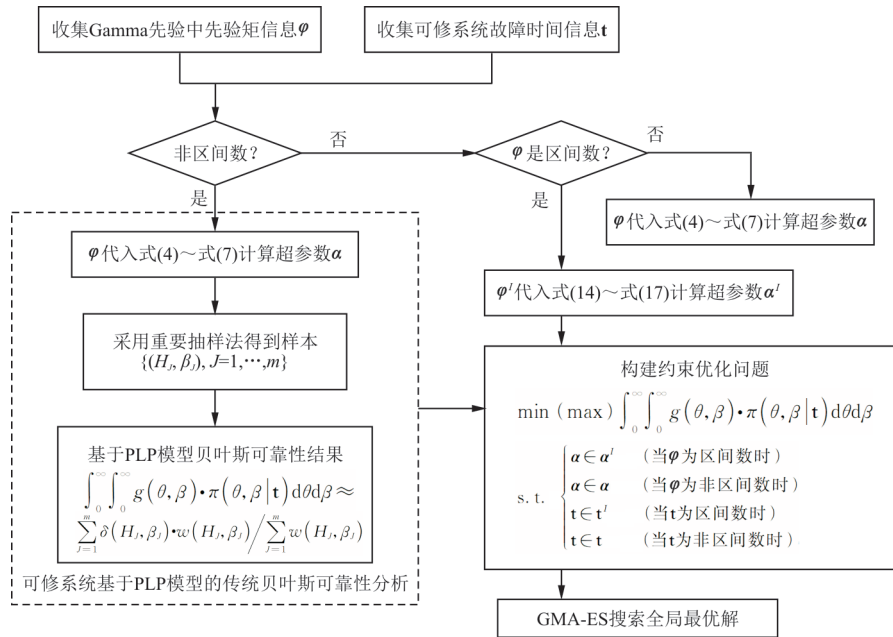 收集Gamma先验中先验矩信息φ
收集可修系统故障时间信息t
非区间数?
否
φ是区间数?
否
是
是
φ代入式(4)～式(7)计算超参数α
φ代入式(4)～式(7)计算超参数α
φ^I代入式(14)～式(17)计算超参数α^I
采用重要抽样法得到样本
{(H_J, β_J), J=1,⋯,m}
基于PLP模型贝叶斯可靠性结果
∫_0^∞ ∫_0^∞ g(θ,β)•π(θ,β|t)dθdβ≈
∑_{J=1}^m δ(H_J,β_J)•w(H_J,β_J)/∑_{J=1}^m w(H_J,β_J)
可修系统基于PLP模型的传统贝叶斯可靠性分析
构建约束优化问题
min (max) ∫_0^∞ ∫_0^∞ g(θ,β)•π(θ,β|t)dθdβ
s.t. { α∈α^I (当φ为区间数时)
α∈α (当φ为非区间数时)
t∈t^I (当t为区间数时)
t∈t (当t为非区间数时)
GMA-ES搜索全局最优解